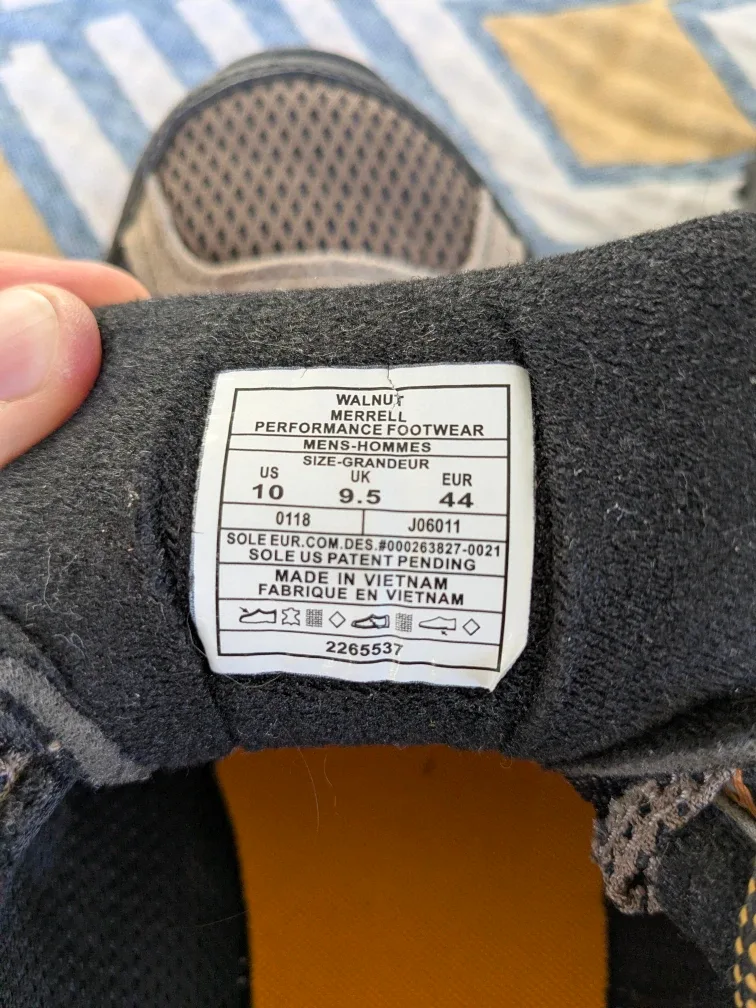 WALNUT
MERRELL
PERFORMANCE FOOTWEAR
MENS-HOMMES
SIZE-GRANDEUR
US UK EUR
10 9.5 44
0118 J06011
SOLE EUR.COM.DES.#000263827-0021
SOLE US PATENT PENDING
MADE IN VIETNAM
FABRIQUE EN VIETNAM
2265537